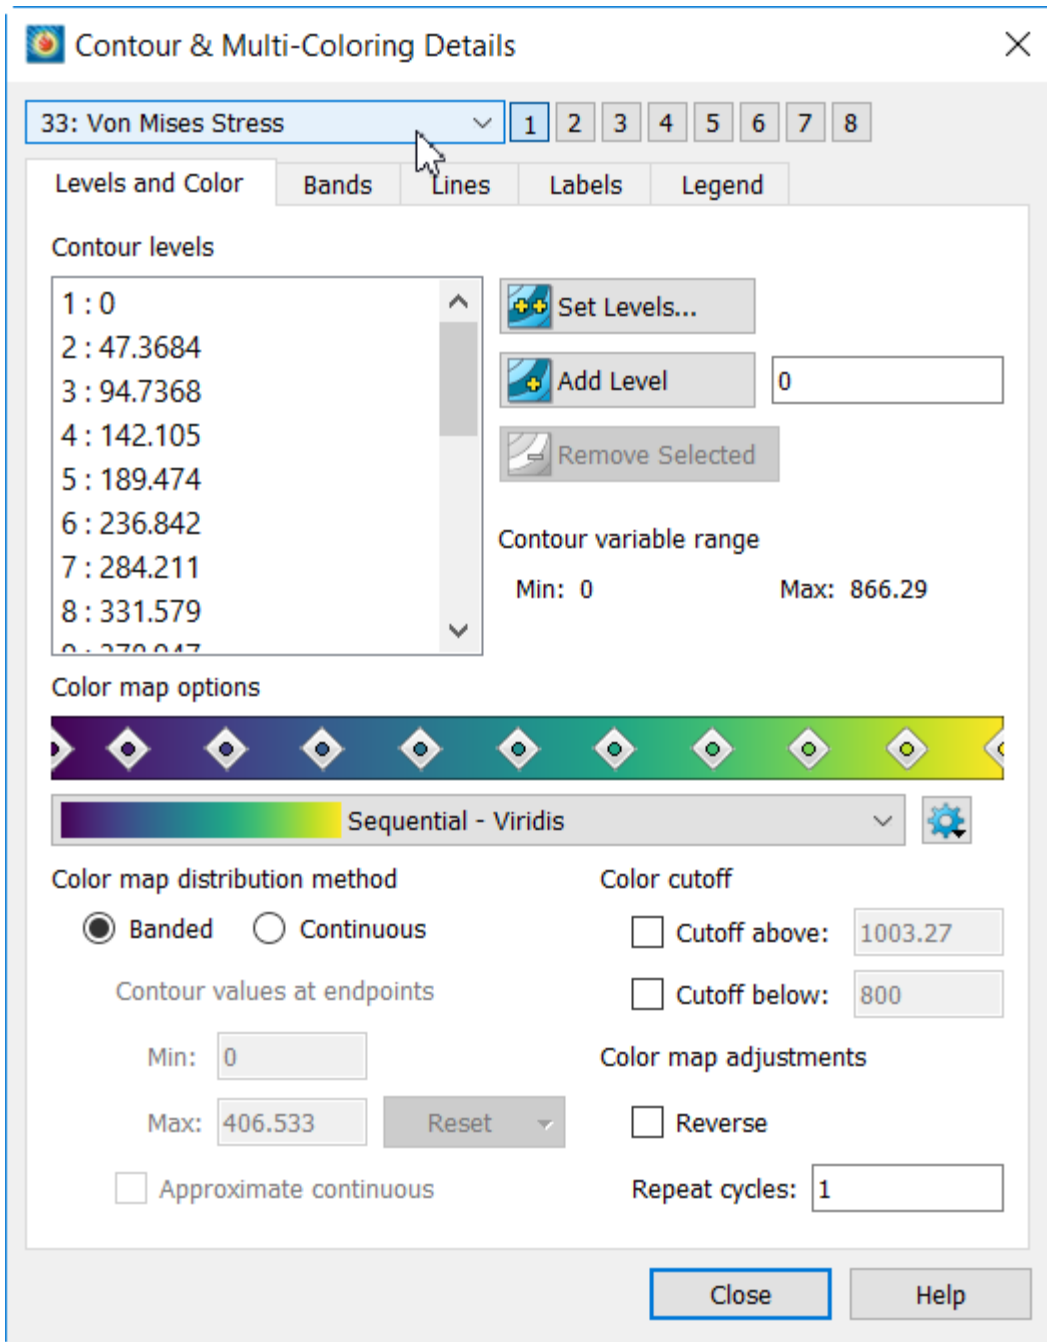 Contour & Multi-Coloring Details
33: Von Mises Stress 1 2 3 4 5 6 7 8
Levels and Color Bands Lines Labels Legend
Contour levels
1 : 0
2 : 47.3684
3 : 94.7368
4 : 142.105
5 : 189.474
6 : 236.842
7 : 284.211
8 : 331.579
Set Levels...
Add Level 0
Remove Selected
Contour variable range
Min: 0 Max: 866.29
Color map options
Sequential - Viridis
Color map distribution method
Banded Continuous
Contour values at endpoints
Min: 0
Max: 406.533 Reset
Approximate continuous
Color cutoff
Cutoff above: 1003.27
Cutoff below: 800
Color map adjustments
Reverse
Repeat cycles: 1
Close Help